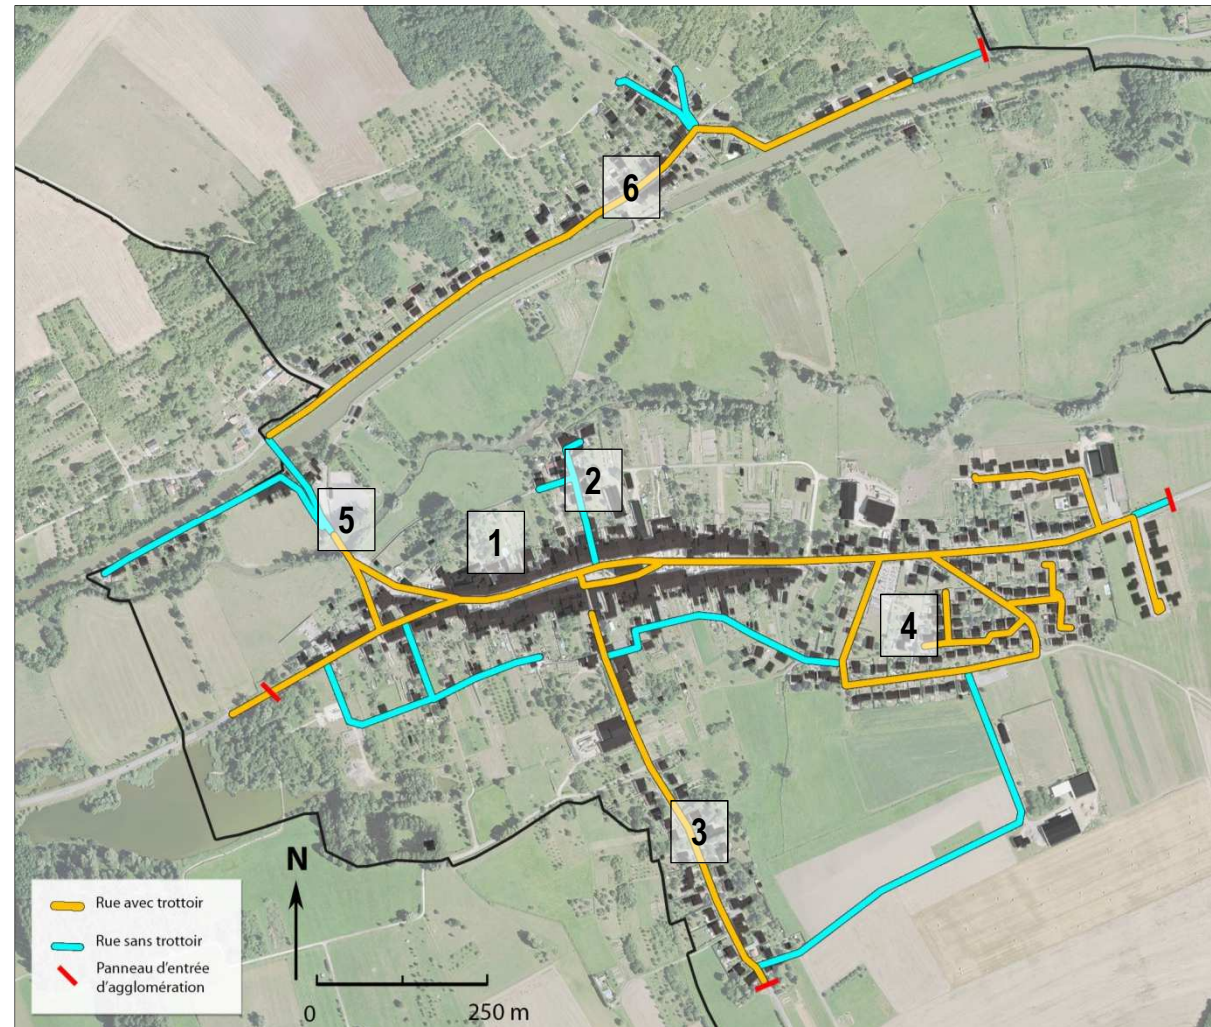 6
2
5
1
4
3
N
Rue avec trottoir
Rue sans trottoir
Panneau d'entrée
d'agglomération
0
250 m